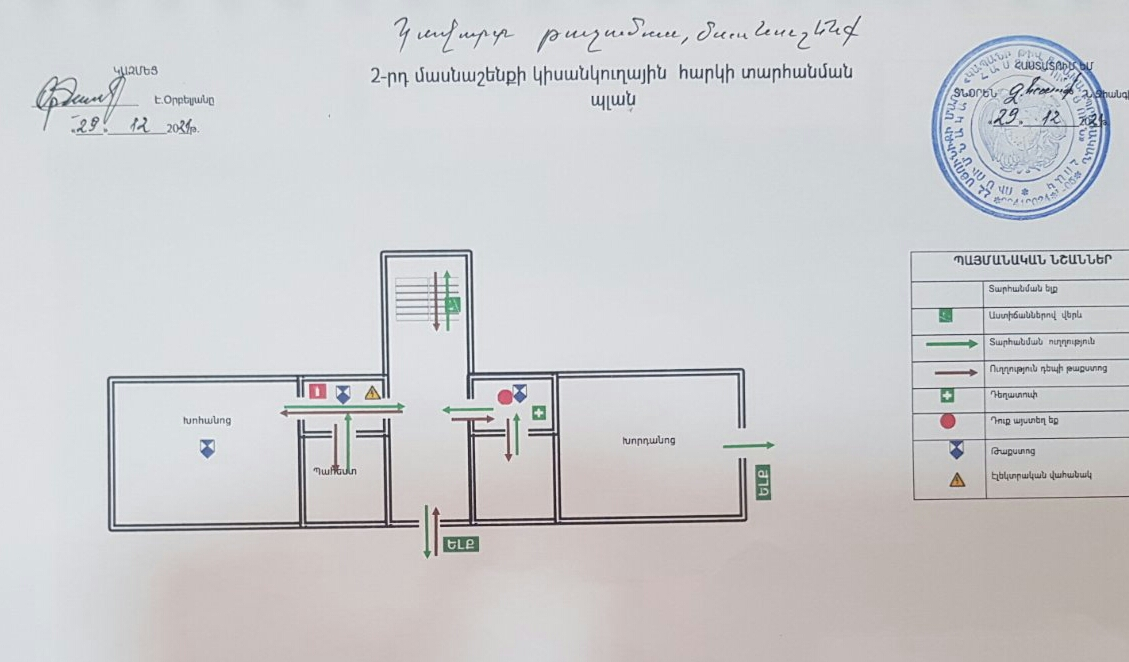 ԿԱԶՄԵՑ
Է.Օրբելյանը
29 12 2021թ.
2-րդ մասնաշենքի կիսանկուղային հարկի տարհանման
պլան
ՀԱՍՏԱՏՈՒՄ ԵՄ
ՏՆՕՐԵՆ
29. 12 2021թ.
ՊԱՅՄԱՆԱԿԱՆ ՆՇԱՆՆԵՐ
Տարհանման ելք
Աստիճաններով վերև
Տարհանման ուղղություն
Ուղղություն դեպի թաքստոց
Դեղատուփ
Դուք այստեղ եք
Թաքստոց
Էլեկտրական վահանակ
Խոհանոց
Պահեստ
Խորդանոց
ԵԼՔ
ԵԼՔ